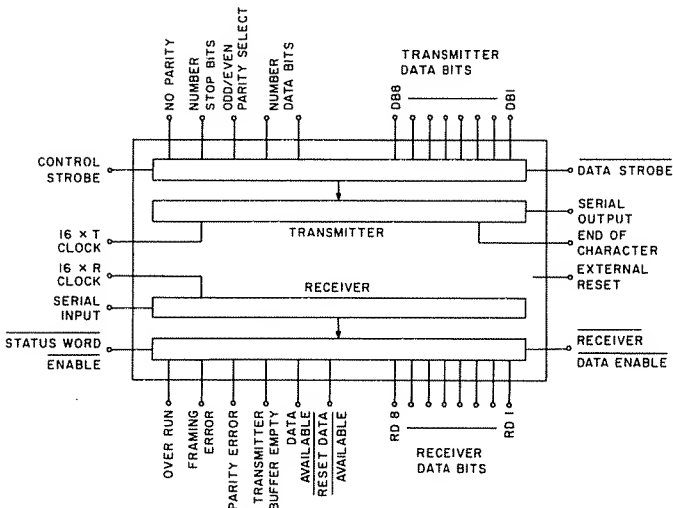 NO PARITY
NUMBER
STOP BITS
ODD/EVEN
PARITY SELECT
NUMBER
DATA BITS
TRANSMITTER
DATA BITS
DB8
DB1
CONTROL
STROBE
DATA STROBE
SERIAL
OUTPUT
16 × T
CLOCK
TRANSMITTER
END OF
CHARACTER
16 × R
CLOCK
RECEIVER
EXTERNAL
RESET
SERIAL
INPUT
STATUS WORD
ENABLE
RECEIVER
DATA ENABLE
OVER RUN
FRAMING
ERROR
PARITY ERROR
TRANSMITTER
BUFFER EMPTY
DATA
AVAILABLE
RESET DATA
AVAILABLE
RD 8
RD 1
RECEIVER
DATA BITS